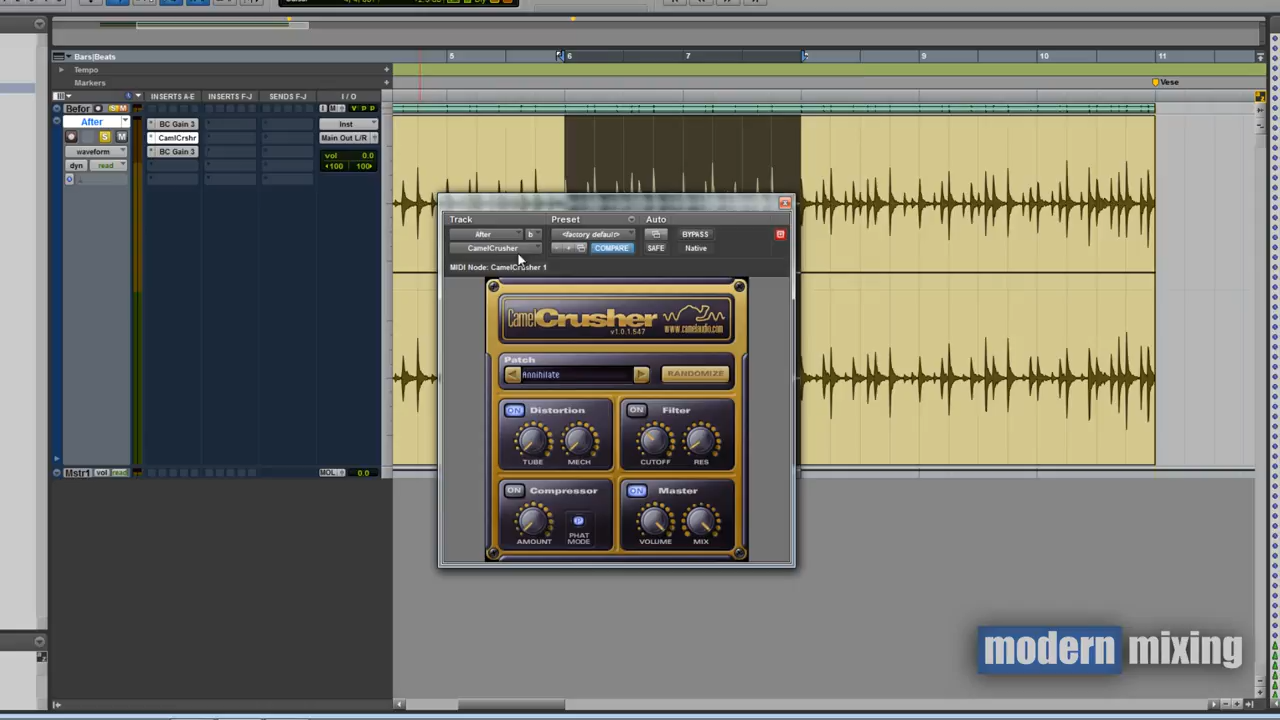 Bars|Beats
5
6
7
9
10
11
Tempo
Markers
Vese
INSERTS A-E
INSERTS F-J
SENDS F-J
I / O
Befor
S M
I M V P P
After
BC Gain 3
Inst
S M
CamlCrshr
Main Out L/R
waveform
BC Gain 3
vol 0.0
dyn read
100 100
Mstr1 vol read
MOL 0.0
Track
Preset
Auto
After
b
<factory default>
BYPASS
CamelCrusher
- +
COMPARE
SAFE
Native
MIDI Node: CamelCrusher 1
CamelCrusher
v1.0.1.547
www.camelaudio.com
Patch
Annihilate
RANDOMIZE
ON Distortion
ON Filter
TUBE MECH
CUTOFF RES
ON Compressor
ON Master
AMOUNT
PHAT
MODE
VOLUME MIX
modern mixing